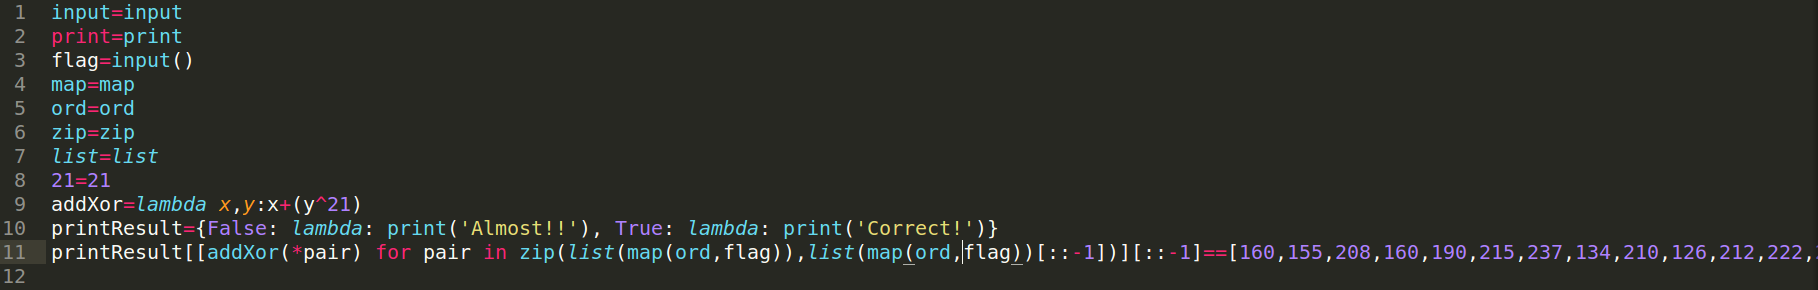 1 input=input
2 print=print
3 flag=input()
4 map=map
5 ord=ord
6 zip=zip
7 list=list
8 21=21
9 addXor=lambda x,y:x+(y^21)
10 printResult={False: lambda: print('Almost!!'), True: lambda: print('Correct!')}
11 printResult[[addXor(*pair) for pair in zip(list(map(ord,flag)),list(map(ord,flag))[::-1])][::-1]==[160,155,208,160,190,215,237,134,210,126,212,222,
12